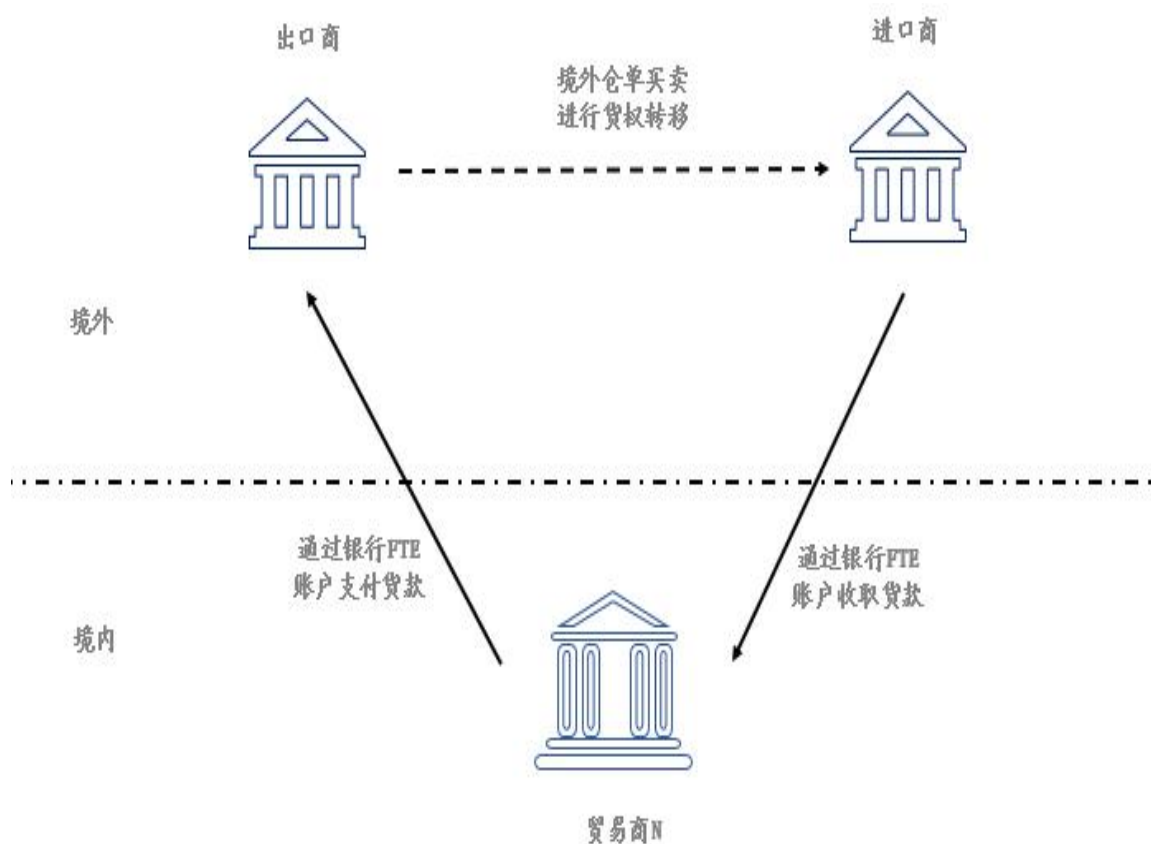 出口商
进口商
境外仓单买卖
进行货权转移
境外
通过银行FTE
账户支付货款
通过银行FTE
账户收取货款
境内
贸易商N